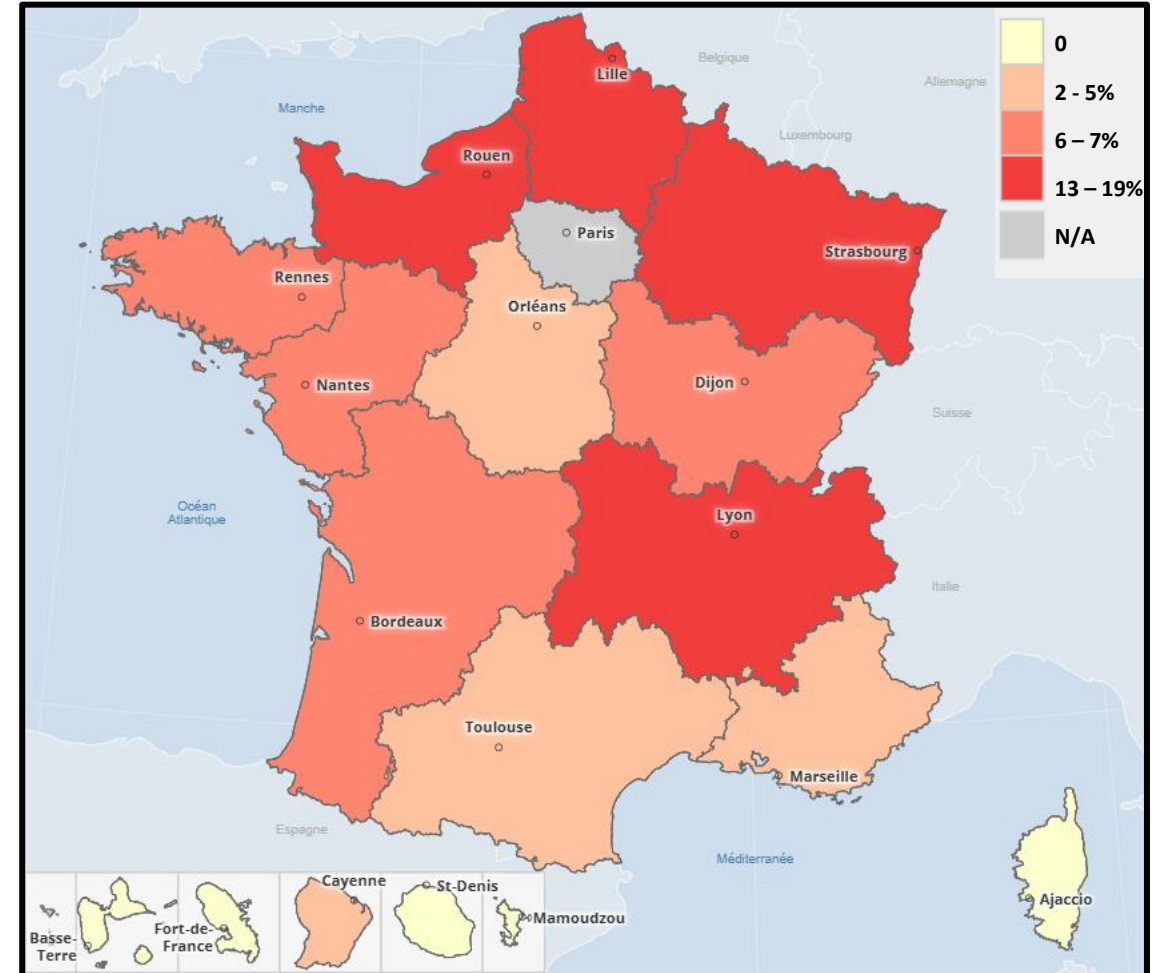 0
2 - 5%
6 – 7%
13 – 19%
N/A
Belgique
Allemagne
Luxembourg
Manche
Lille
Rouen
Paris
Strasbourg
Rennes
Orléans
Nantes
Dijon
Suisse
Océan
Atlantique
Lyon
Italie
Bordeaux
Toulouse
Marseille
Espagne
Méditerranée
Ajaccio
Basse-
Terre
Fort-de-
France
Cayenne
St-Denis
Mamoudzou